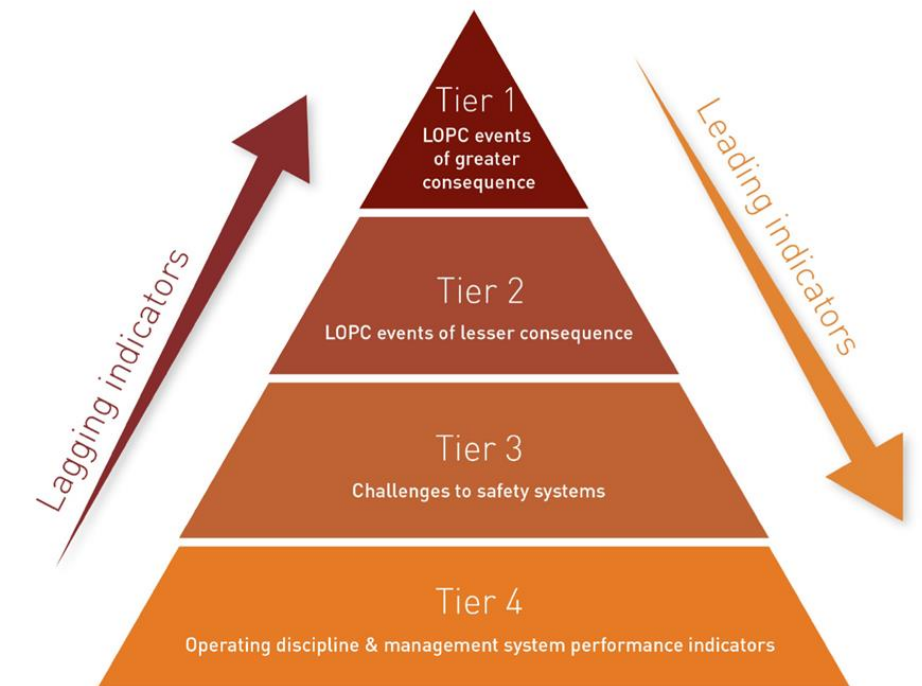 Tier 1
LOPC events
of greater
consequence
Tier 2
LOPC events of lesser consequence
Tier 3
Challenges to safety systems
Tier 4
Operating discipline & management system performance indicators
Lagging indicators
Leading indicators